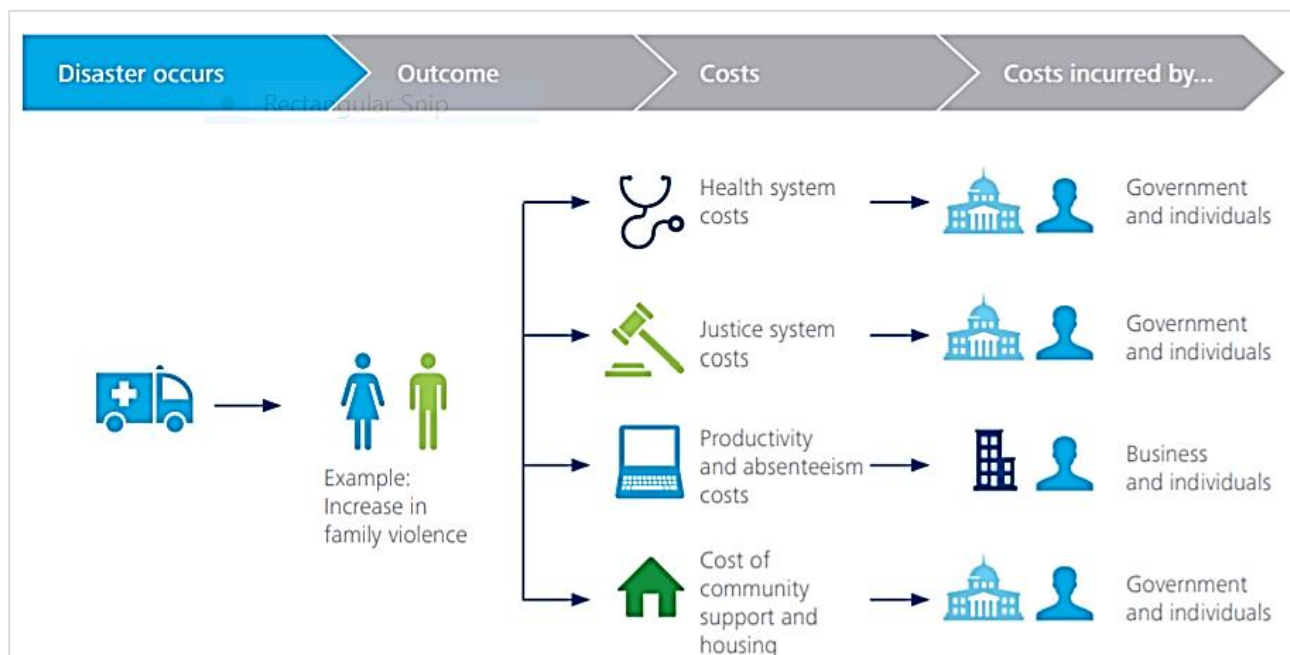 Disaster occurs
Outcome
Costs
Costs incurred by...
Rectangular Snip
Health system
costs
Government
and individuals
Justice system
costs
Government
and individuals
Example:
Increase in
family violence
Productivity
and absenteeism
costs
Business
and individuals
Cost of
community
support and
housing
Government
and individuals